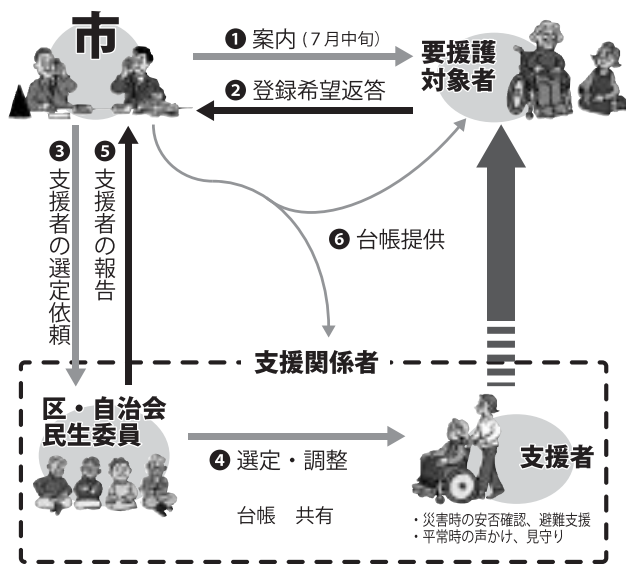 市
❶ 案内 (7月中旬)
要援護
対象者
❷ 登録希望返答
❸ 支援者の選定依頼
❺ 支援者の報告
❻ 台帳提供
支援関係者
区・自治会
民生委員
❹ 選定・調整
台帳　共有
支援者
・災害時の安否確認、避難支援
・平常時の声かけ、見守り